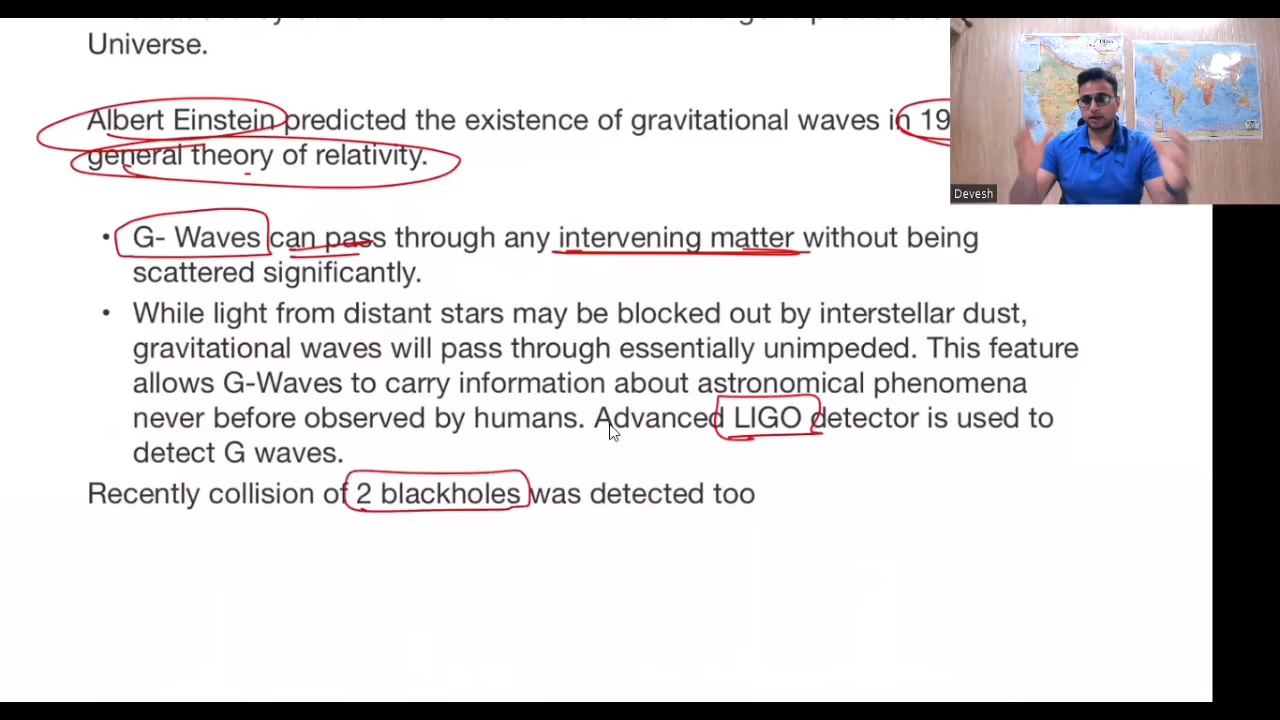 Universe.
Albert Einstein predicted the existence of gravitational waves in 19
general theory of relativity.
• G- Waves can pass through any intervening matter without being
scattered significantly.
• While light from distant stars may be blocked out by interstellar dust,
gravitational waves will pass through essentially unimpeded. This feature
allows G-Waves to carry information about astronomical phenomena
never before observed by humans. Advanced LIGO detector is used to
detect G waves.
Recently collision of 2 blackholes was detected too
Devesh